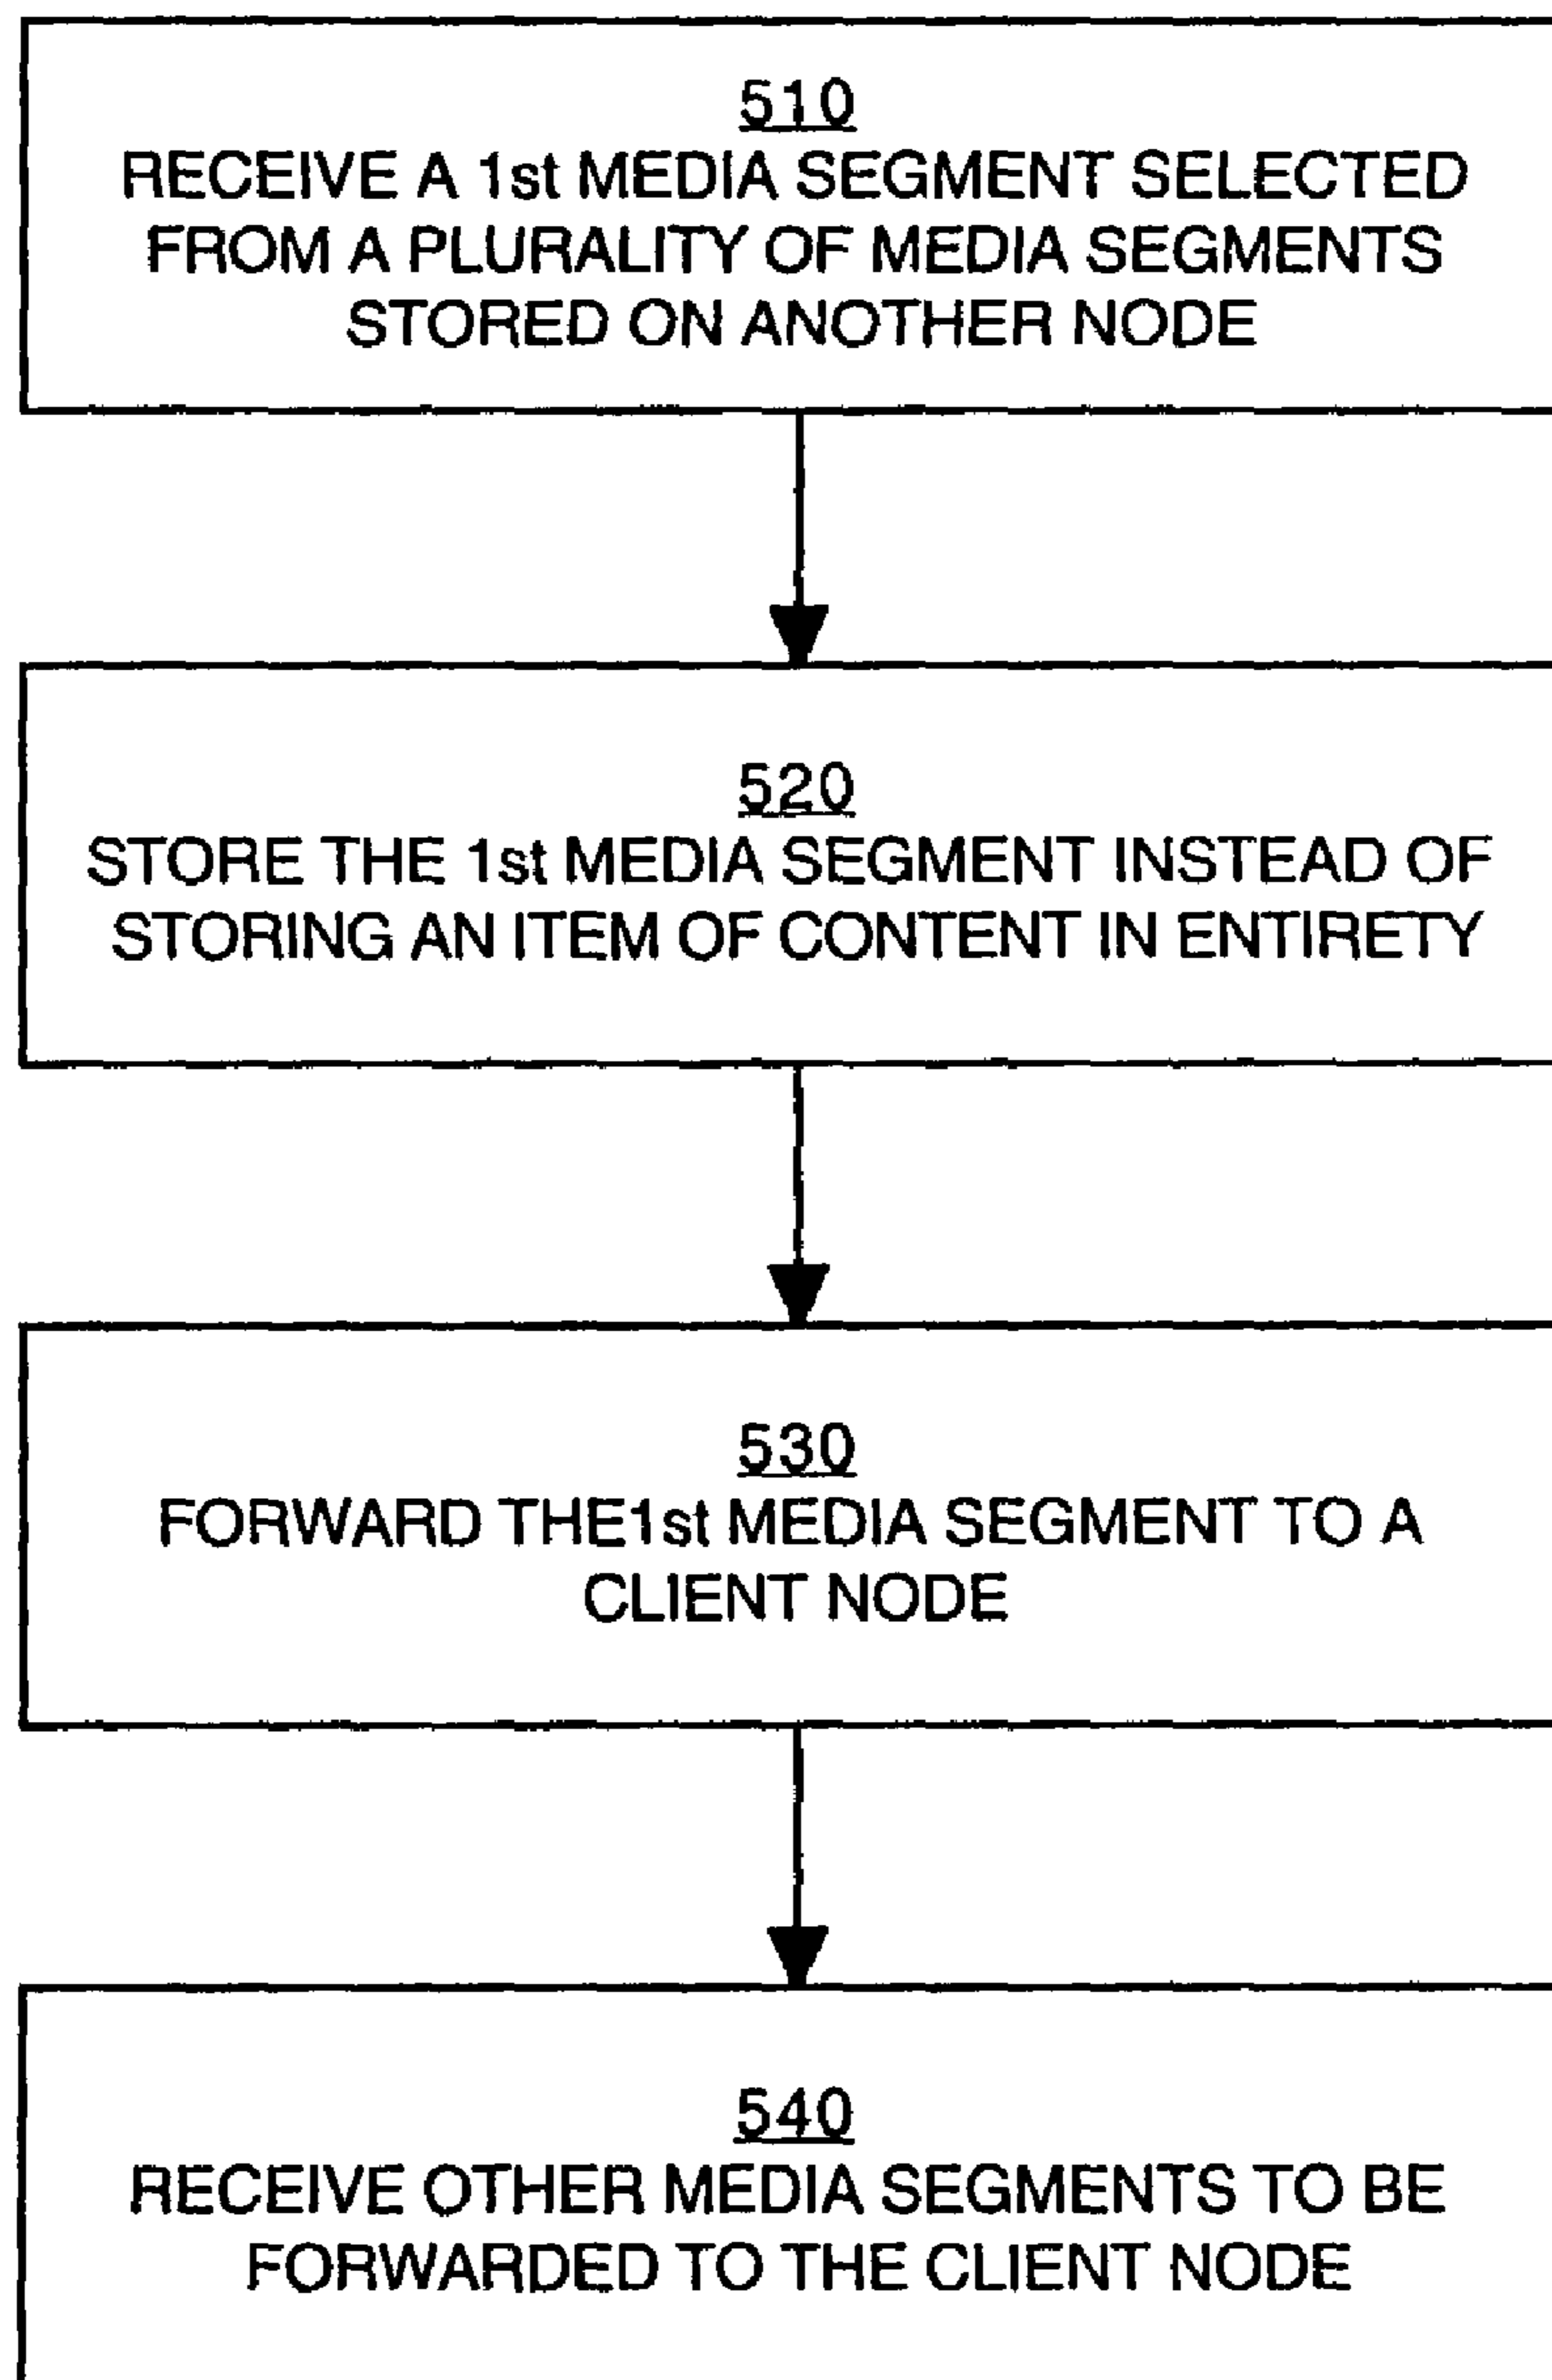 510
RECEIVE A 1st MEDIA SEGMENT SELECTED
FROM A PLURALITY OF MEDIA SEGMENTS
STORED ON ANOTHER NODE
520
STORE THE 1st MEDIA SEGMENT INSTEAD OF
STORING AN ITEM OF CONTENT IN ENTIRETY
530
FORWARD THE1st MEDIA SEGMENT TO A
CLIENT NODE
540
RECEIVE OTHER MEDIA SEGMENTS TO BE
FORWARDED TO THE CLIENT NODE